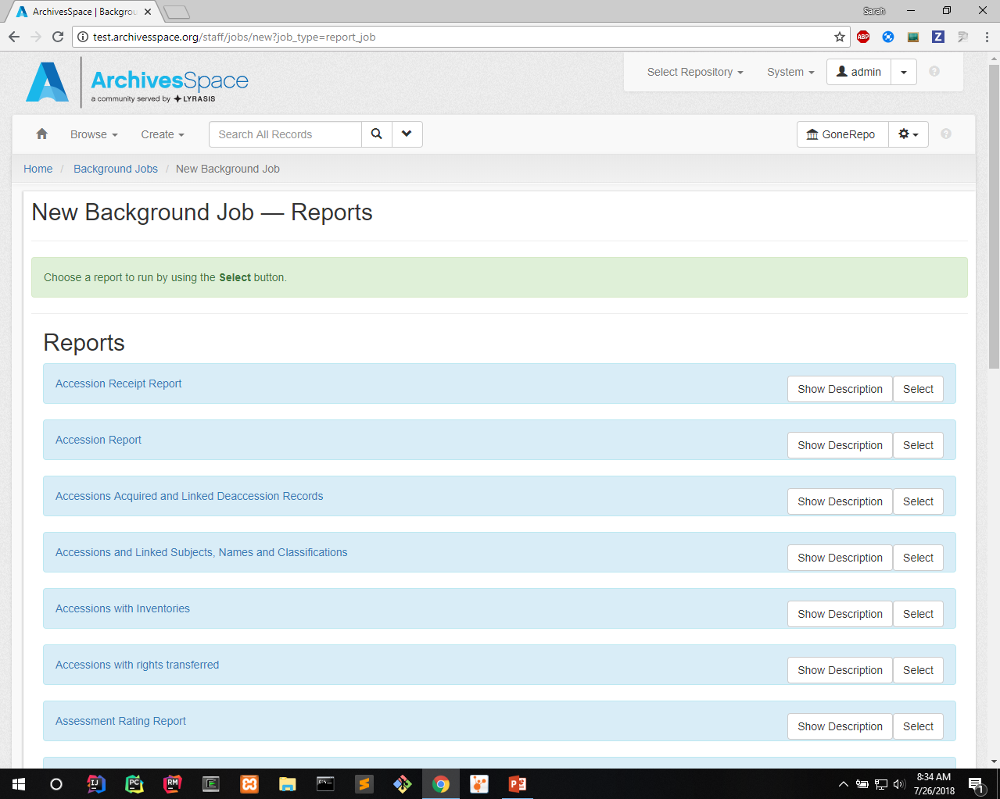 ArchivesSpace | Backgrou
Sarah
test.archivesspace.org/staff/jobs/new?job_type=report_job
ABP
Z
ArchivesSpace
a community served by LYRASIS
Select Repository
System
admin
Browse
Create
Search All Records
GoneRepo
Home / Background Jobs / New Background Job
New Background Job — Reports
Choose a report to run by using the Select button.
Reports
Accession Receipt Report
Show Description
Select
Accession Report
Show Description
Select
Accessions Acquired and Linked Deaccession Records
Show Description
Select
Accessions and Linked Subjects, Names and Classifications
Show Description
Select
Accessions with Inventories
Show Description
Select
Accessions with rights transferred
Show Description
Select
Assessment Rating Report
Show Description
Select
IJ
PC
RM
8:34 AM
7/26/2018
1